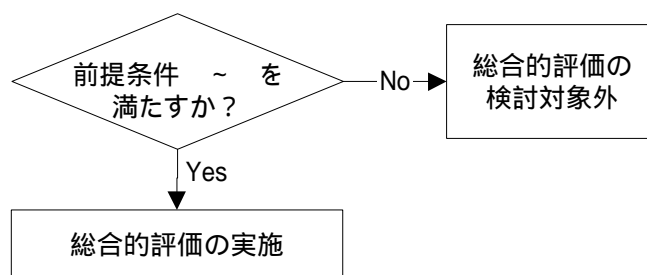 前提条件　~　を
満たすか？
No
総合的評価の
検討対象外
Yes
総合的評価の実施